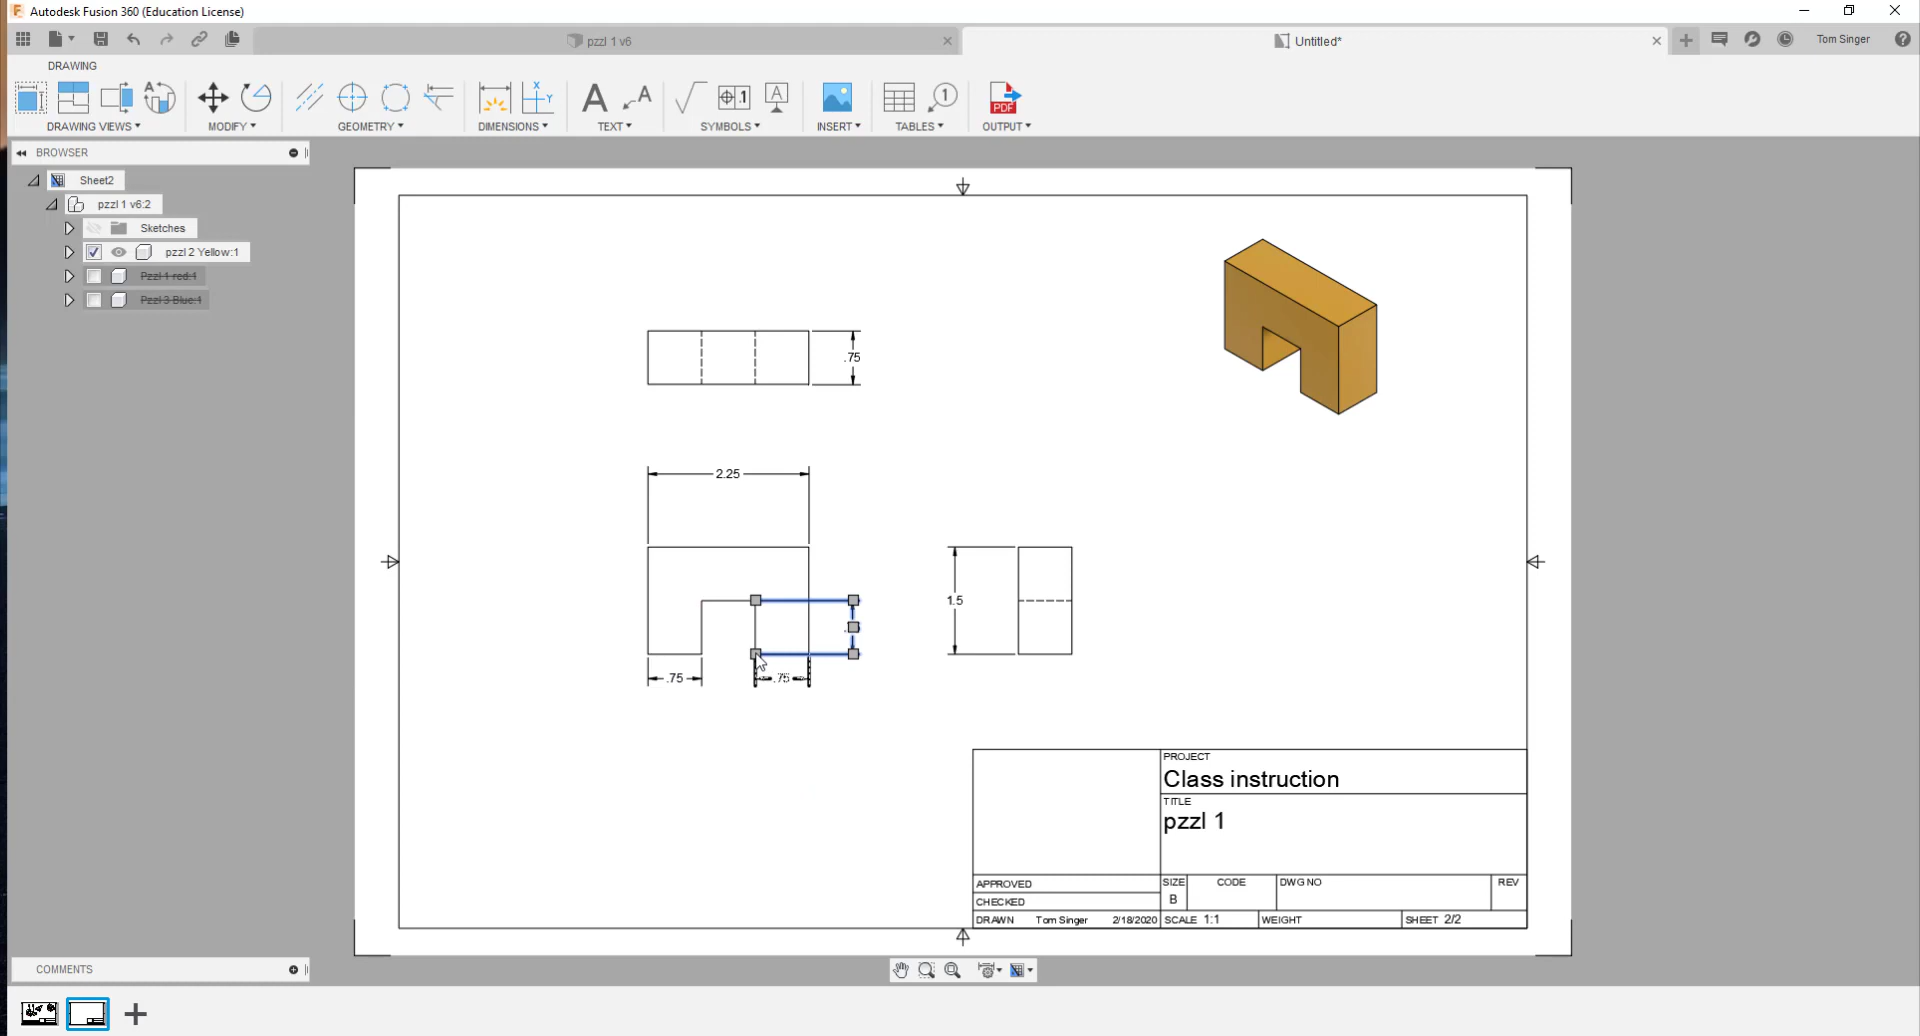 Autodesk Fusion 360 (Education License)
pzzl 1 v6
Untitled*
Tom Singer
DRAWING
DRAWING VIEWS
MODIFY
GEOMETRY
DIMENSIONS
TEXT
SYMBOLS
INSERT
TABLES
OUTPUT
PDF
BROWSER
Sheet2
pzzl 1 v6:2
Sketches
pzzl 2 Yellow:1
Pzzl 1 red:1
Pzzl 3 Blue:1
.75
2.25
1.5
.75
.75
PROJECT
Class instruction
TITLE
pzzl 1
APPROVED
CHECKED
DRAWN Tom Singer 2/18/2020
SIZE
B
CODE
DWG NO
REV
SCALE 1:1
WEIGHT
SHEET 2/2
COMMENTS